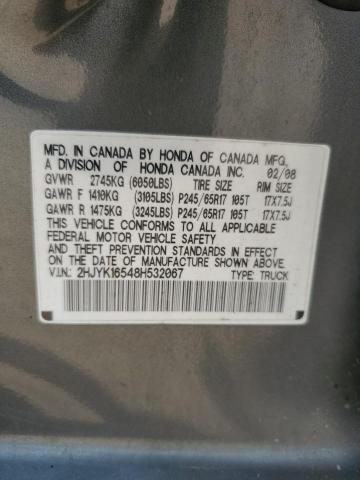 MFD. IN CANADA BY HONDA OF CANADA MFG.
A DIVISION OF HONDA CANADA INC. 02/08
GVWR 2745KG (6050LBS) TIRE SIZE RIM SIZE
GAWR F 1410KG (3105LBS) P245/65R17 105T 17X7.5J
GAWR R 1475KG (3245LBS) P245/65R17 105T 17X7.5J
THIS VEHICLE CONFORMS TO ALL APPLICABLE
FEDERAL MOTOR VEHICLE SAFETY
AND THEFT PREVENTION STANDARDS IN EFFECT
ON THE DATE OF MANUFACTURE SHOWN ABOVE.
V.I.N.: 2HJYK16548H532067 TYPE: TRUCK